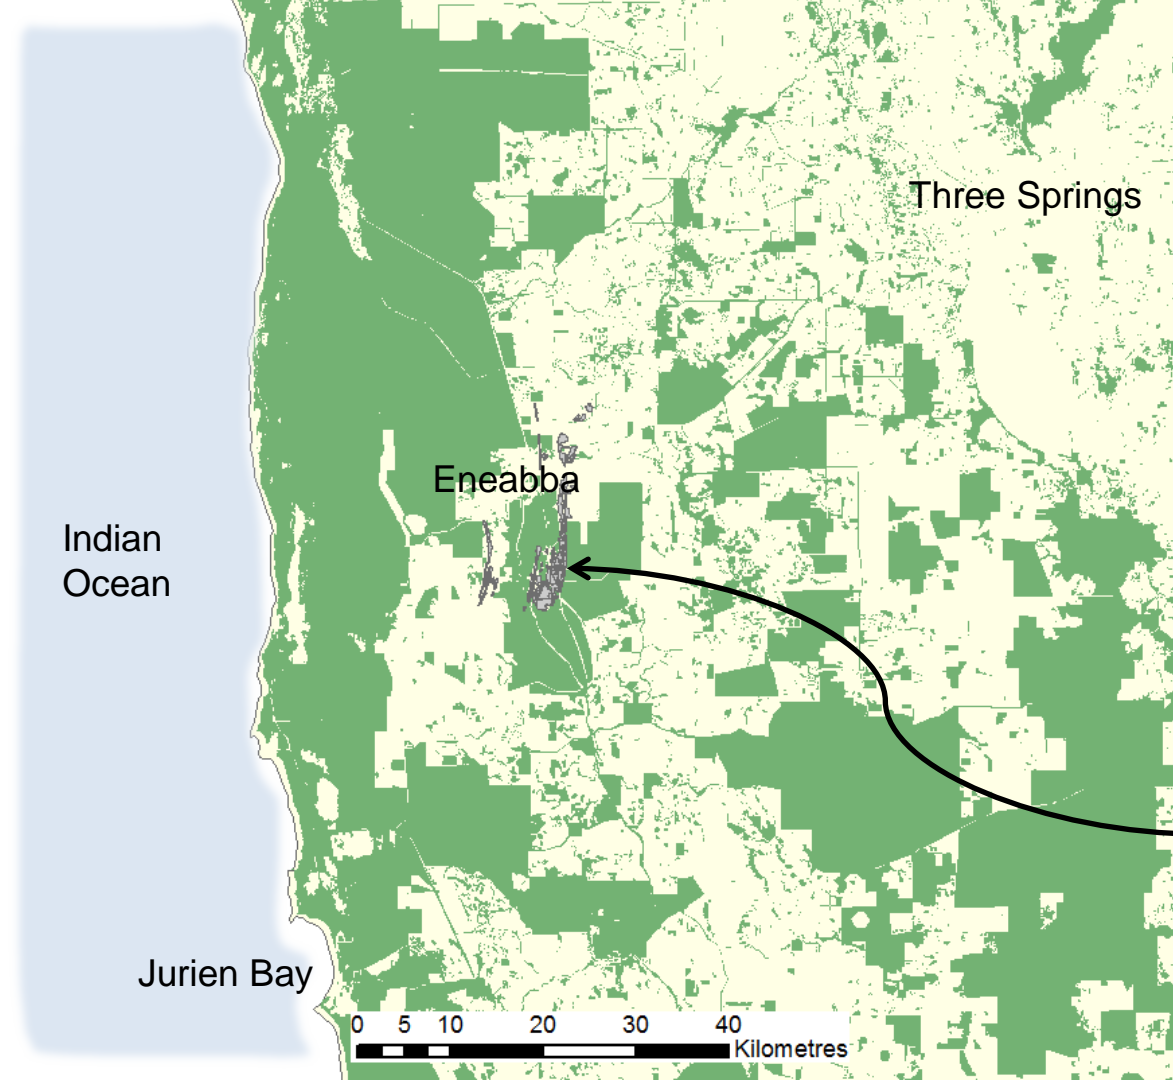 Three Springs
Eneabba
Indian
Ocean
Jurien Bay
0 5 10 20 30 40
Kilometres